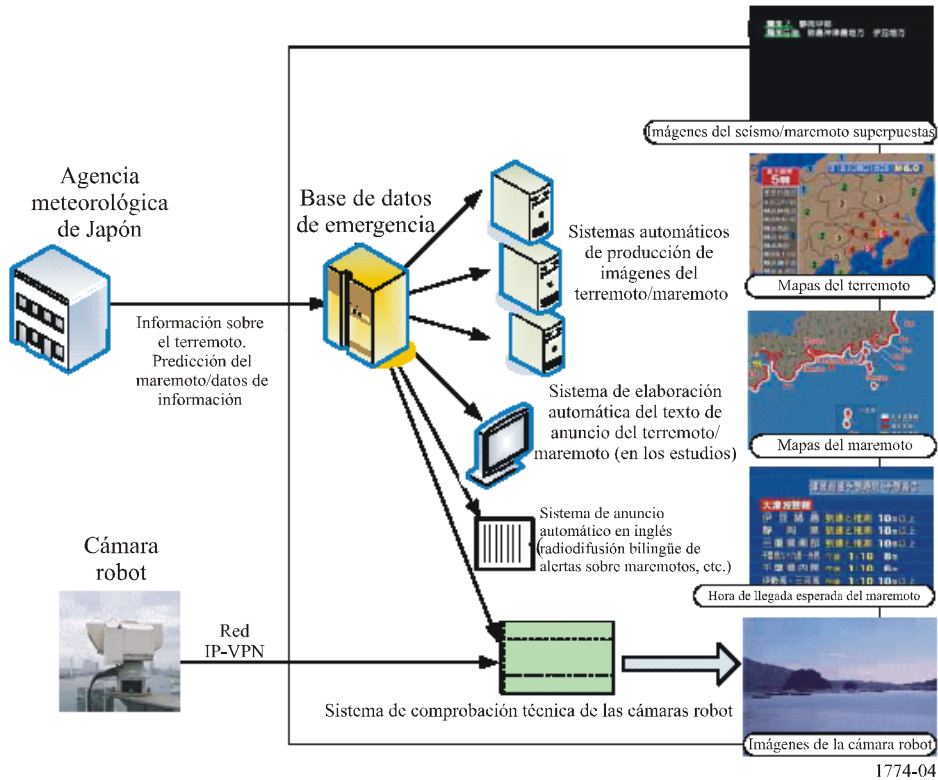 Imágenes del seísmo/maremoto superpuestas
Agencia
meteorológica
de Japón
Base de datos
de emergencia
Sistemas automáticos
de producción de
imágenes del
terremoto/maremoto
M6.0
Mapas del terremoto
Información sobre
el terremoto.
Predicción del
maremoto/datos de
información
Sistema de elaboración
automática del texto de
anuncio del terremoto/
maremoto (en los estudios)
Mapas del maremoto
Sistema de anuncio
automático en inglés
(radiodifusión bilingüe de
alertas sobre maremotos, etc.)
Hora de llegada esperada del maremoto
Cámara
robot
Red
IP-VPN
Sistema de comprobación técnica de las cámaras robot
Imágenes de la cámara robot
1774-04